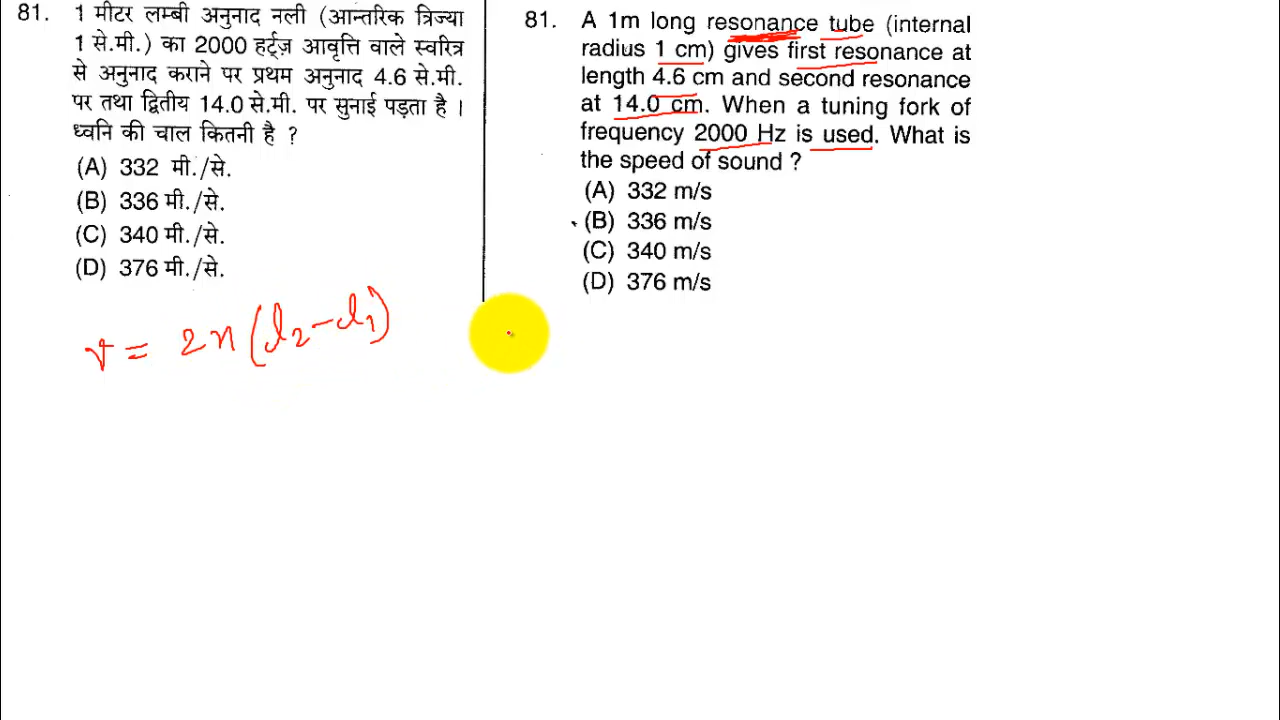 81. 1 मीटर लम्बी अनुनाद नली (आन्तरिक त्रिज्या
1 से.मी.) का 2000 हर्ट्ज़ आवृत्ति वाले स्वरित्र
से अनुनाद कराने पर प्रथम अनुनाद 4.6 से.मी.
पर तथा द्वितीय 14.0 से.मी. पर सुनाई पड़ता है ।
ध्वनि की चाल कितनी है ?
(A) 332 मी./से.
(B) 336 मी./से.
(C) 340 मी./से.
(D) 376 मी./से.
v = 2n(l₂-l₁)
81. A 1m long resonance tube (internal
radius 1 cm) gives first resonance at
length 4.6 cm and second resonance
at 14.0 cm. When a tuning fork of
frequency 2000 Hz is used. What is
the speed of sound ?
(A) 332 m/s
(B) 336 m/s
(C) 340 m/s
(D) 376 m/s